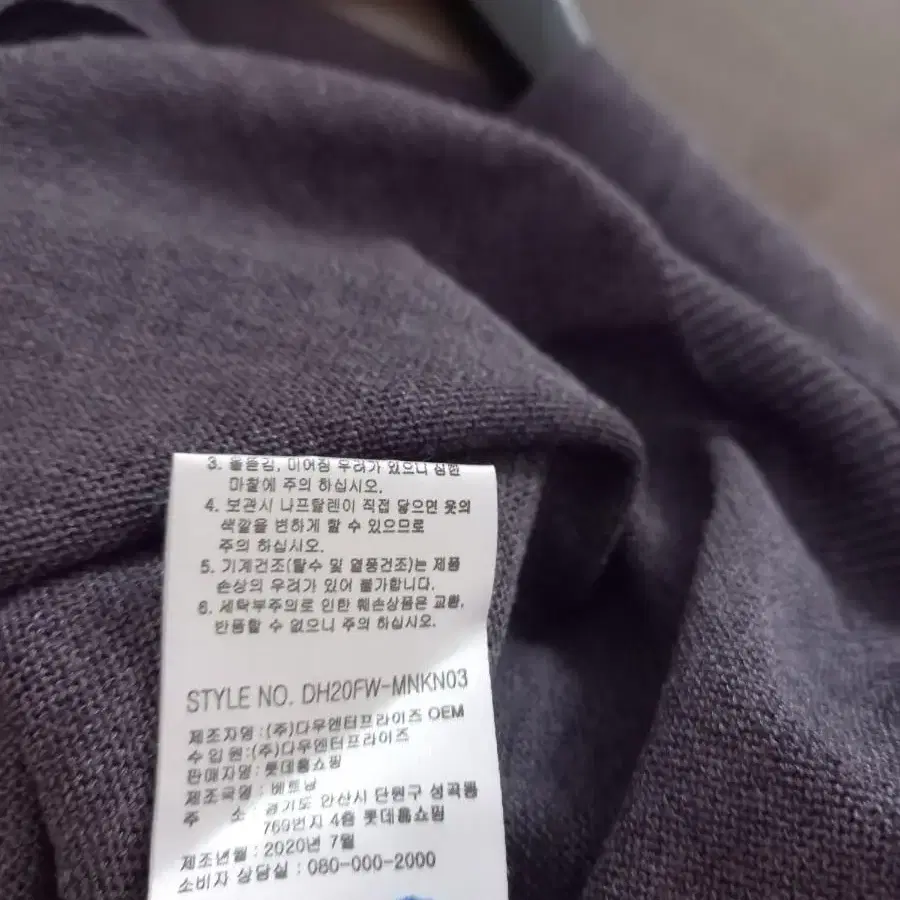 3. 올뜯김, 미어짐 우려가 있으니 심한
마찰에 주의 하십시오.
4. 보관시 나프탈렌이 직접 닿으면 옷의
색깔을 변하게 할 수 있으므로
주의 하십시오.
5. 기계건조(탈수 및 열풍건조)는 제품
손상의 우려가 있어 불가합니다.
6. 세탁부주의로 인한 훼손상품은 교환,
반품할 수 없으니 주의 하십시오.
STYLE NO. DH20FW-MNKN03
제조자명 : (주)다우엔터프라이즈 OEM
수 입 원 : (주)다우엔터프라이즈
판매자명 : 롯데홈쇼핑
제조국명 : 베트남
주 소 : 경기도 안산시 단원구 성곡동
769번지 4층 롯데홈쇼핑
제조년월 : 2020년 7월
소비자 상담실 : 080-000-2000